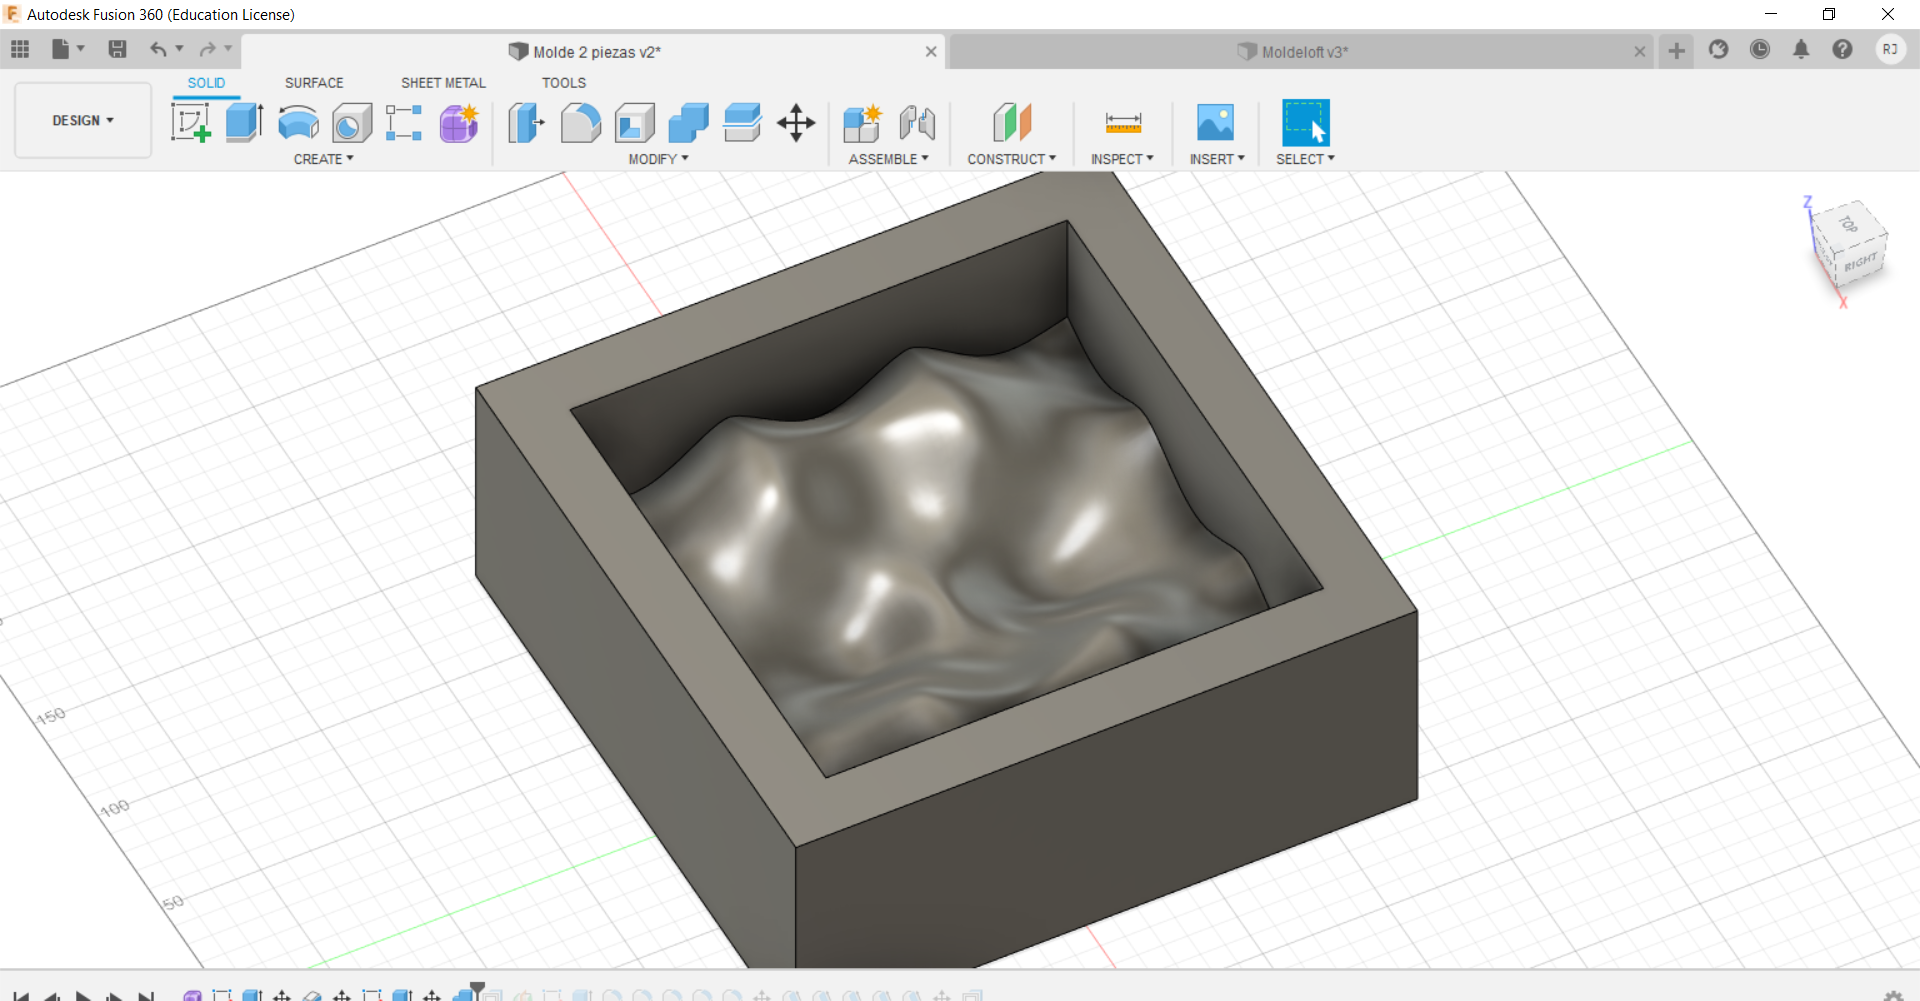 Autodesk Fusion 360 (Education License)
Molde 2 piezas v2*
Moldeloft v3*
RJ
SOLID SURFACE SHEET METAL TOOLS
DESIGN
CREATE MODIFY ASSEMBLE CONSTRUCT INSPECT INSERT SELECT
Z
TOP
RIGHT
X
150
100
50